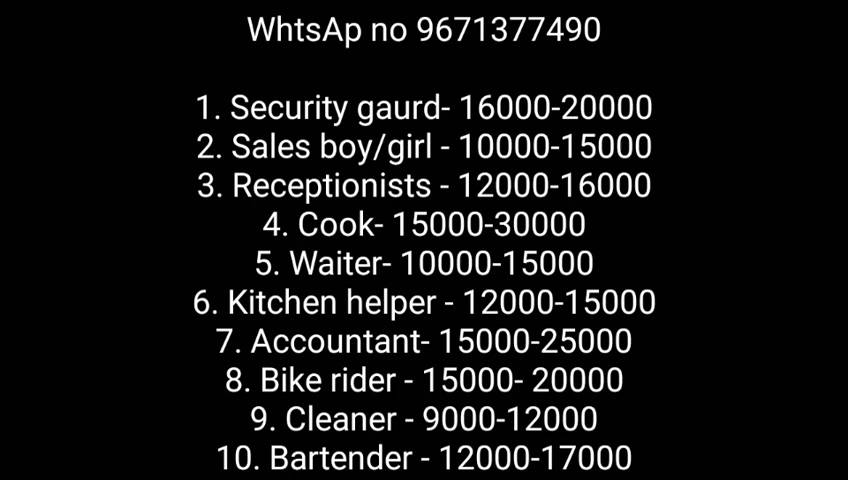 WhtsAp no 9671377490
1. Security gaurd- 16000-20000
2. Sales boy/girl - 10000-15000
3. Receptionists - 12000-16000
4. Cook- 15000-30000
5. Waiter- 10000-15000
6. Kitchen helper - 12000-15000
7. Accountant- 15000-25000
8. Bike rider - 15000- 20000
9. Cleaner - 9000-12000
10. Bartender - 12000-17000